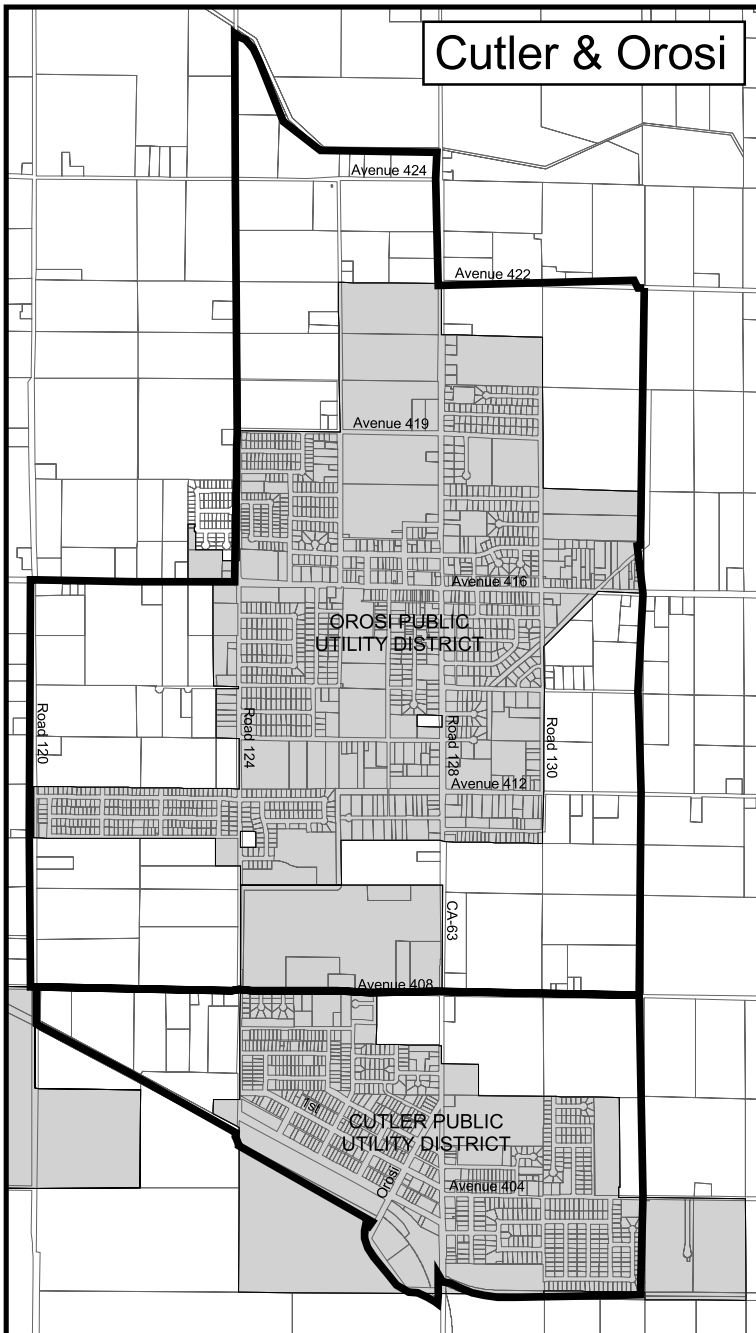 Cutler & Orosi
Avenue 424
Avenue 422
Avenue 419
Avenue 416
OROSI PUBLIC
UTILITY DISTRICT
Road 120
Road 124
Road 128
Road 130
Avenue 412
CA-63
Avenue 408
1st
CUTLER PUBLIC
UTILITY DISTRICT
Orosi
Avenue 404